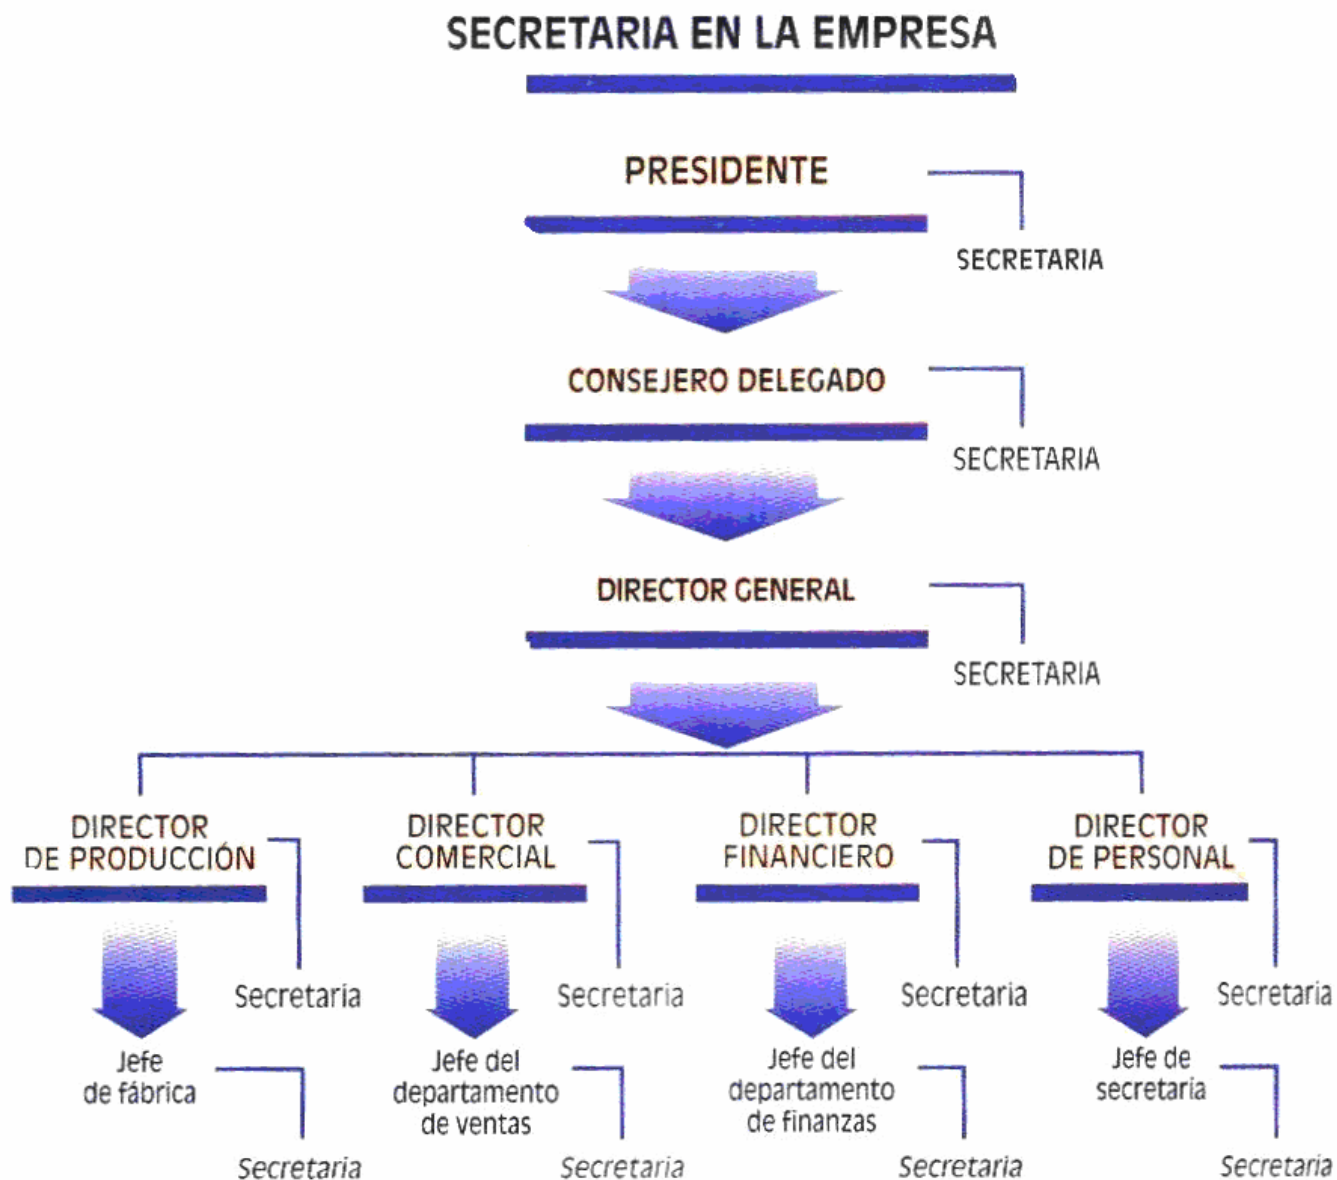 SECRETARIA EN LA EMPRESA
PRESIDENTE
SECRETARIA
CONSEJERO DELEGADO
SECRETARIA
DIRECTOR GENERAL
SECRETARIA
DIRECTOR
DE PRODUCCIÓN
Secretaria
Jefe
de fábrica
Secretaria
DIRECTOR
COMERCIAL
Secretaria
Jefe del
departamento
de ventas
Secretaria
DIRECTOR
FINANCIERO
Secretaria
Jefe del
departamento
de finanzas
Secretaria
DIRECTOR
DE PERSONAL
Secretaria
Jefe de
secretaría
Secretaria